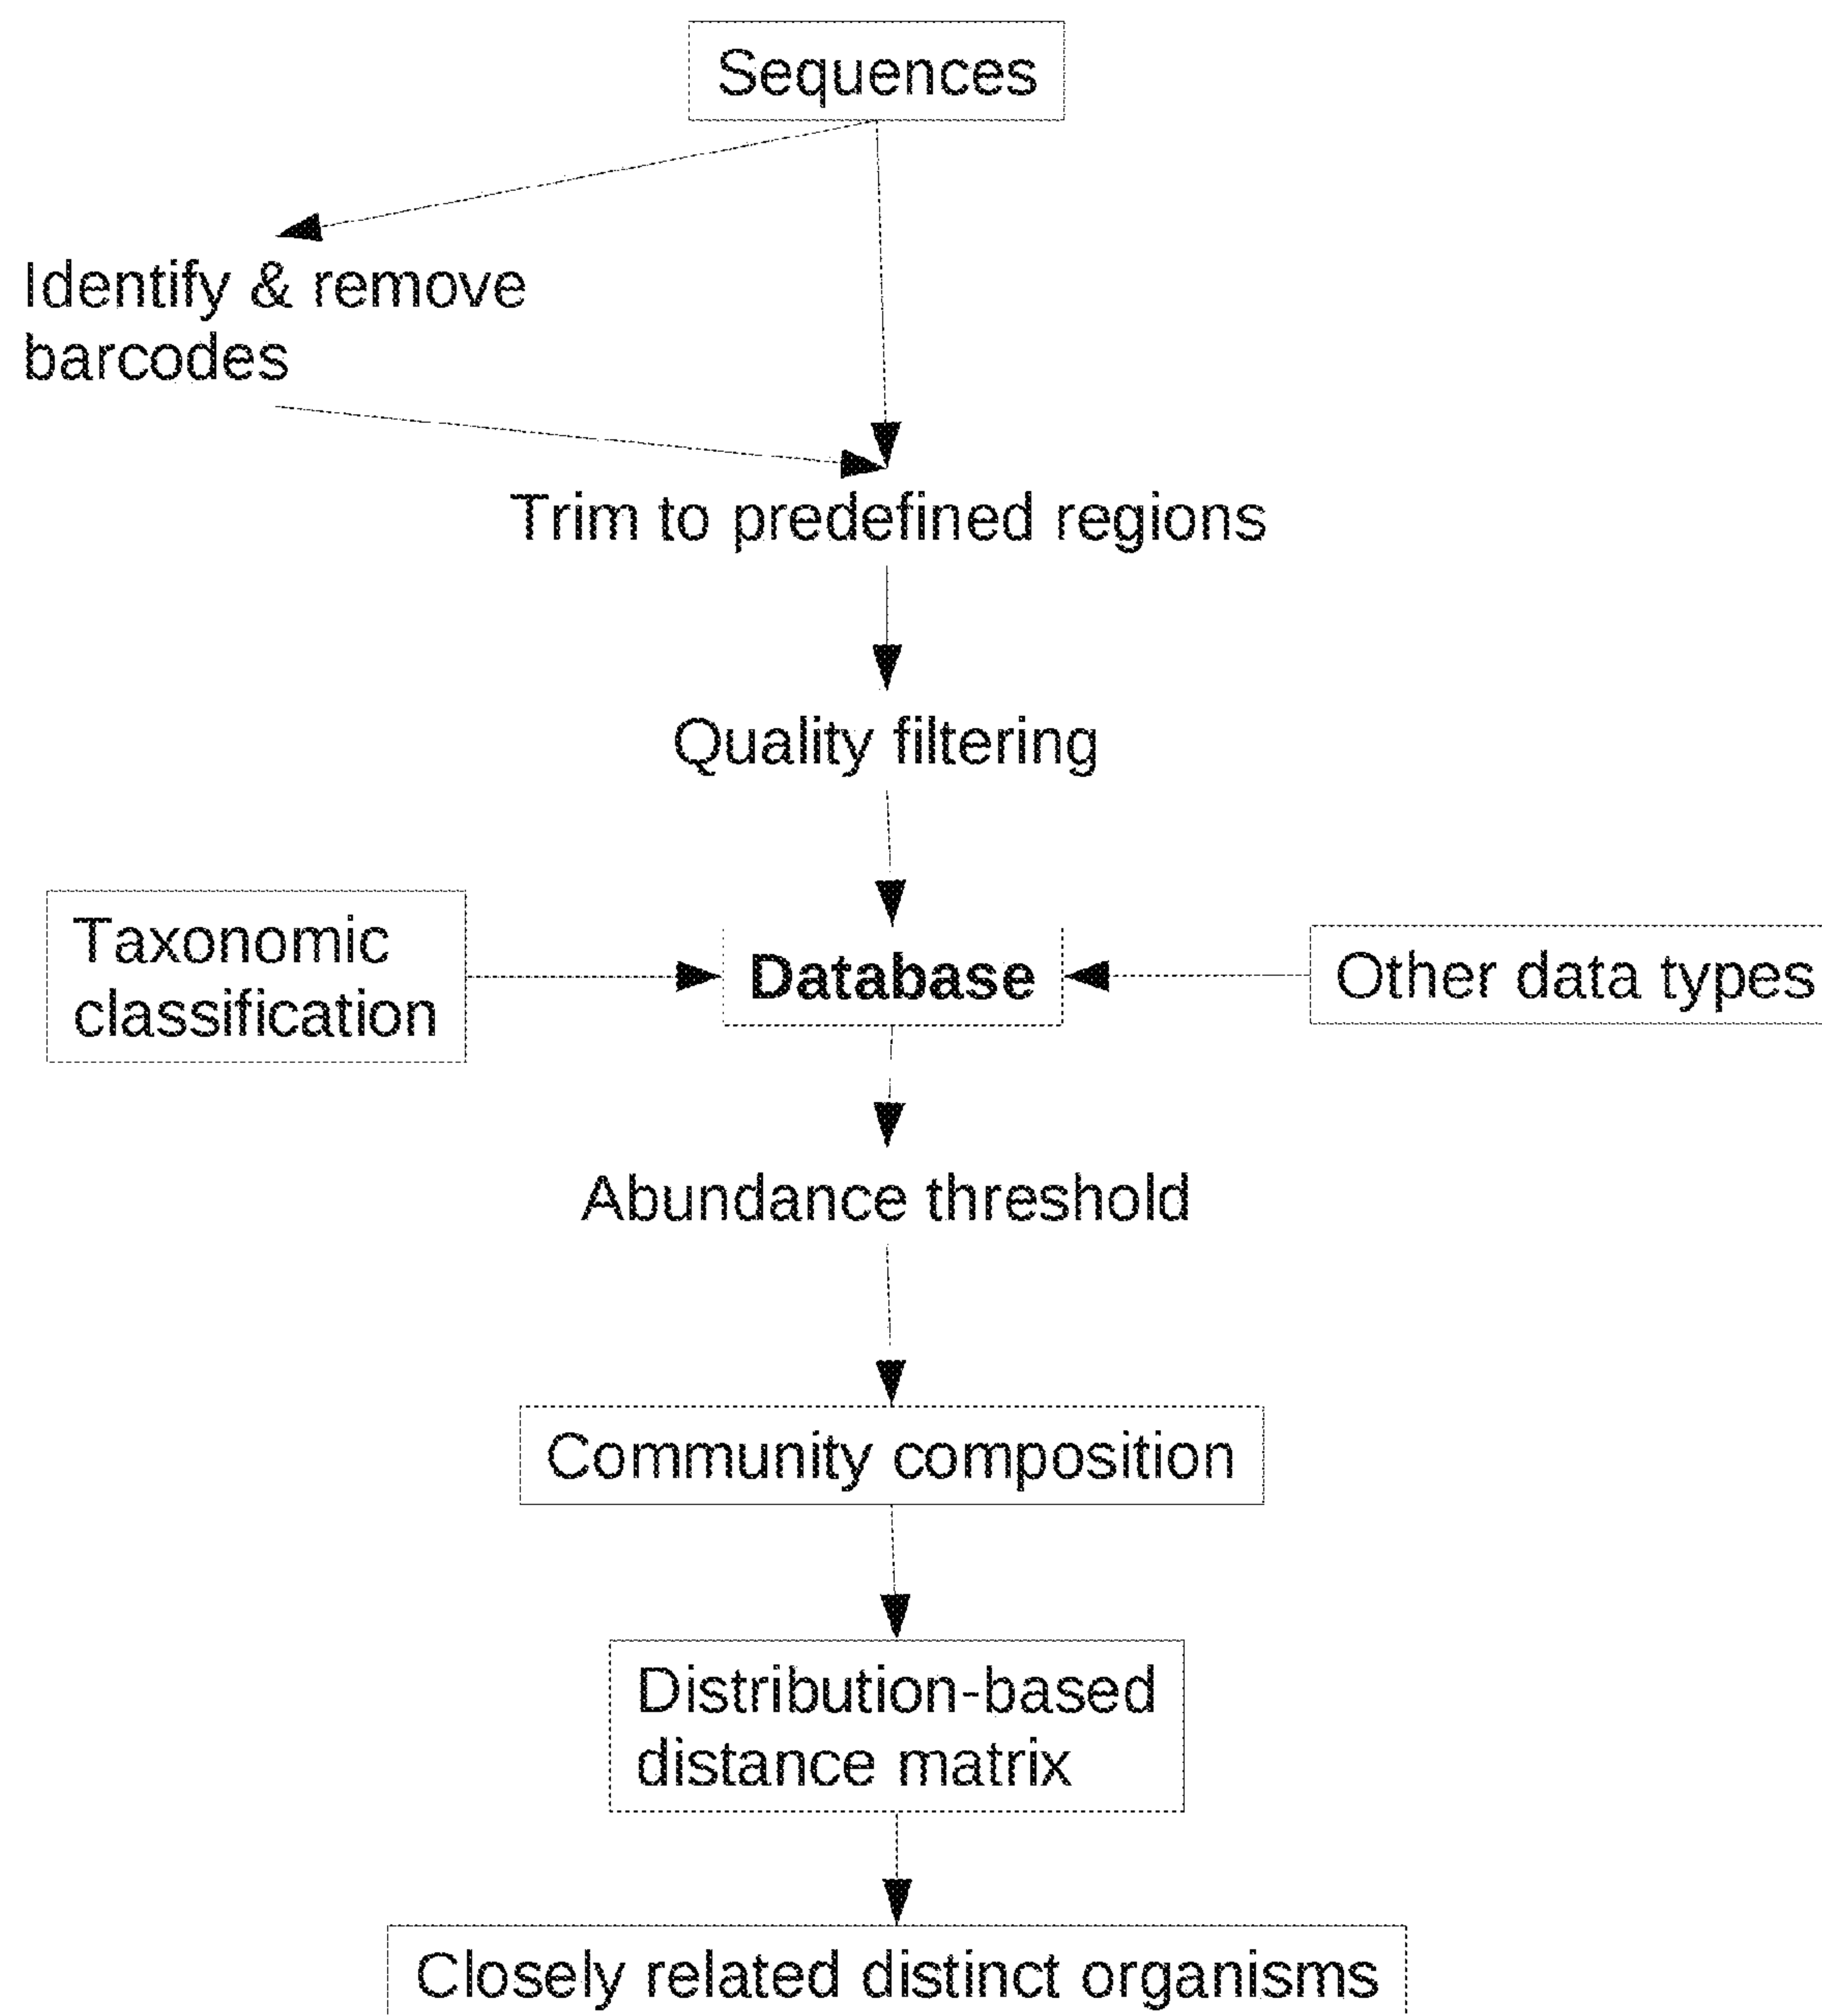 Sequences
Identify & remove
barcodes
Trim to predefined regions
Quality filtering
Taxonomic
classification
Database
Other data types
Abundance threshold
Community composition
Distribution-based
distance matrix
Closely related distinct organisms